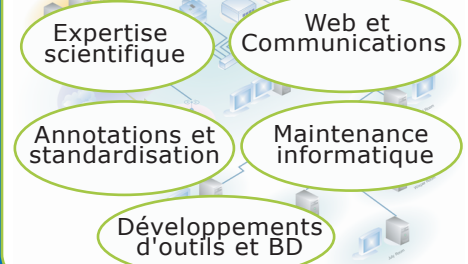 Expertise
scientifique
Web et
Communications
Annotations et
standardisation
Maintenance
informatique
Développements
d'outils et BD